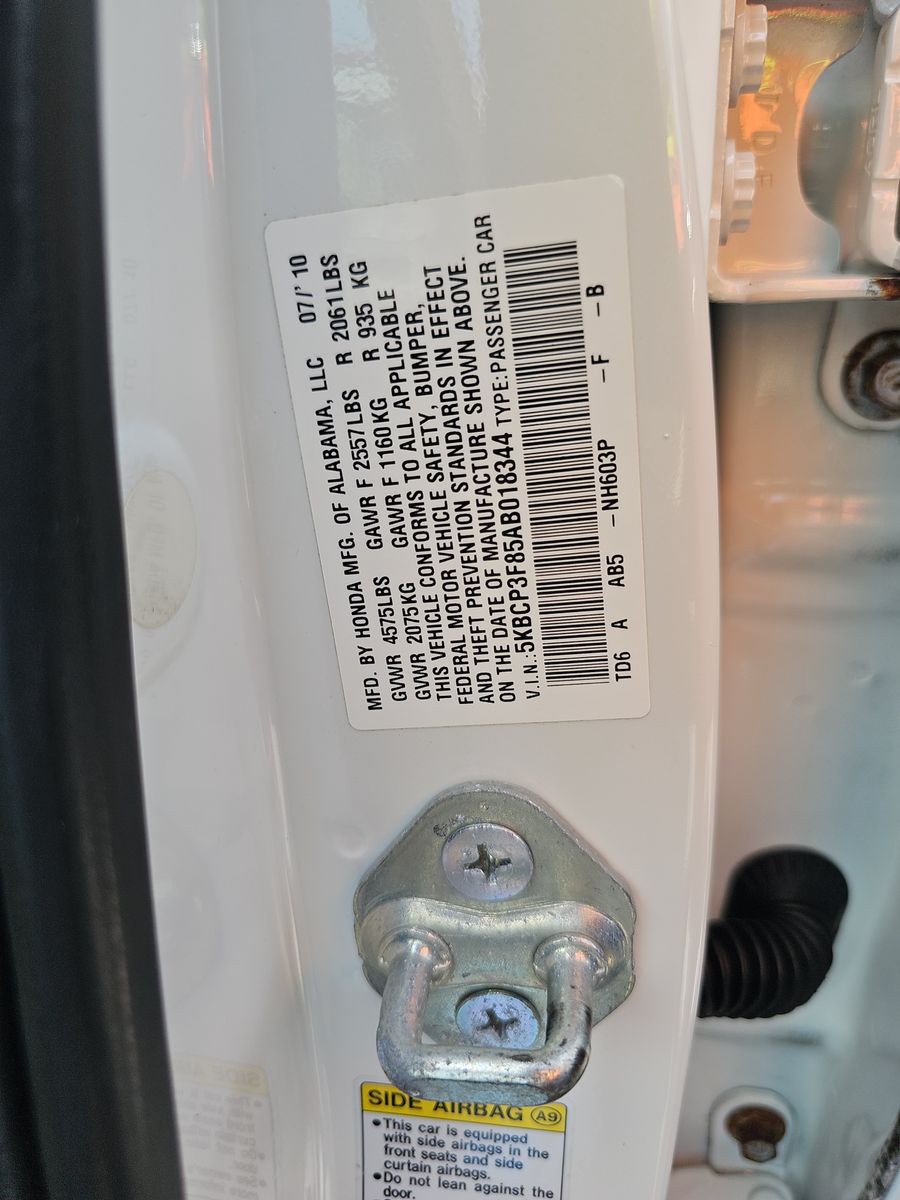 MFD. BY HONDA MFG. OF ALABAMA, LLC 07/'10
GVWR 4575LBS GAWR F 2557LBS R 2061LBS
GVWR 2075KG GAWR F 1160KG R 935 KG
THIS VEHICLE CONFORMS TO ALL APPLICABLE
FEDERAL MOTOR VEHICLE SAFETY, BUMPER,
AND THEFT PREVENTION STANDARDS IN EFFECT
ON THE DATE OF MANUFACTURE SHOWN ABOVE.
V.I.N.:5KBCP3F85AB018344 TYPE:PASSENGER CAR
TD6 A AB5 -NH603P -F -B
SIDE AIRBAG A9
•This car is equipped
with side airbags in the
front seats and side
curtain airbags.
•Do not lean against the
door.